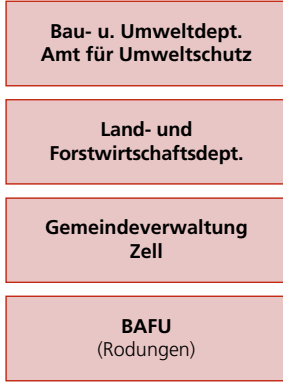 Bau- u. Umweltdept.
Amt für Umweltschutz
Land- und
Forstwirtschaftsdept.
Gemeindeverwaltung
Zell
BAFU
(Rodungen)